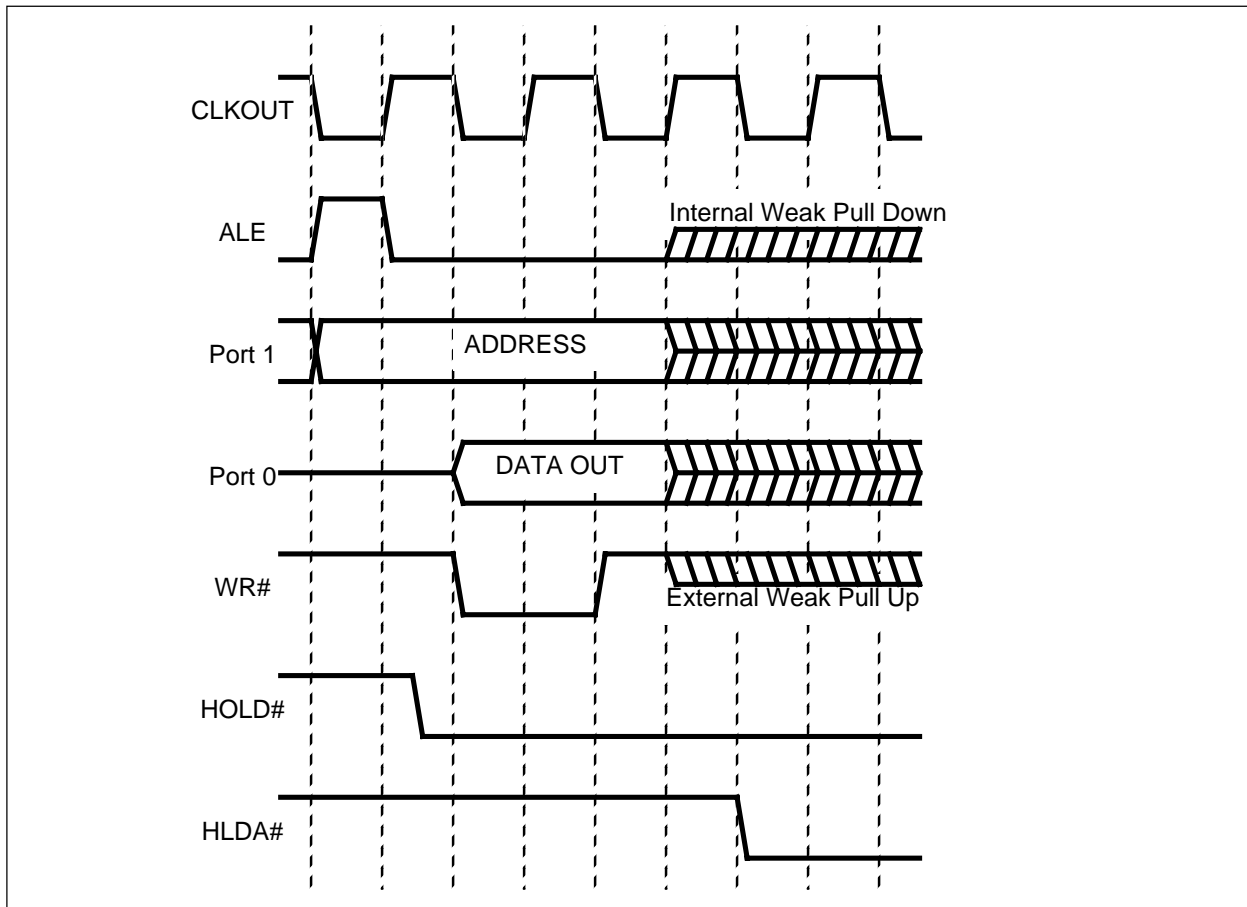 CLKOUT
Internal Weak Pull Down
ALE
ADDRESS
Port 1
DATA OUT
Port 0
WR#
External Weak Pull Up
HOLD#
HLDA#